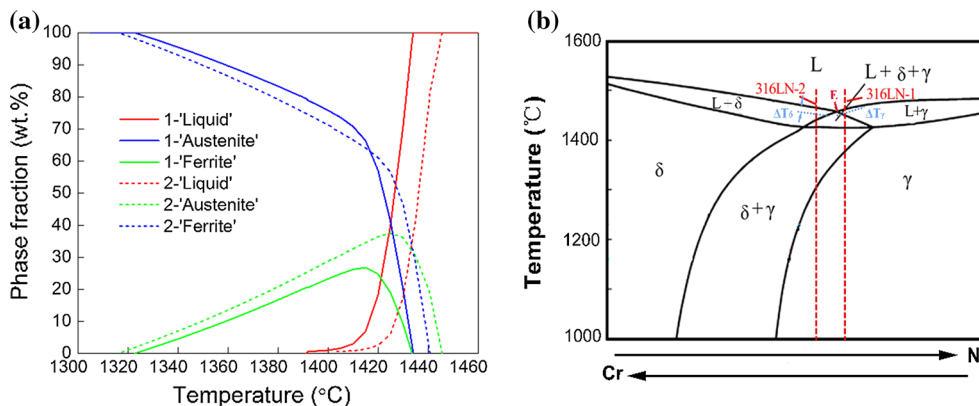 (a)
100
90
80
70
60
50
40
30
20
10
0
Phase fraction (wt.%)
1-'Liquid'
1-'Austenite'
1-'Ferrite'
2-'Liquid'
2-'Austenite'
2-'Ferrite'
1300 1320 1340 1360 1380 1400 1420 1440 1460
Temperature (°C)
(b)
1600
1400
1200
1000
Temperature (℃)
L
L+δ+γ
316LN-2
E
316LN-1
L-δ
ΔTδ
γ
ΔTγ
L+γ
δ
δ+γ
γ
N
Cr